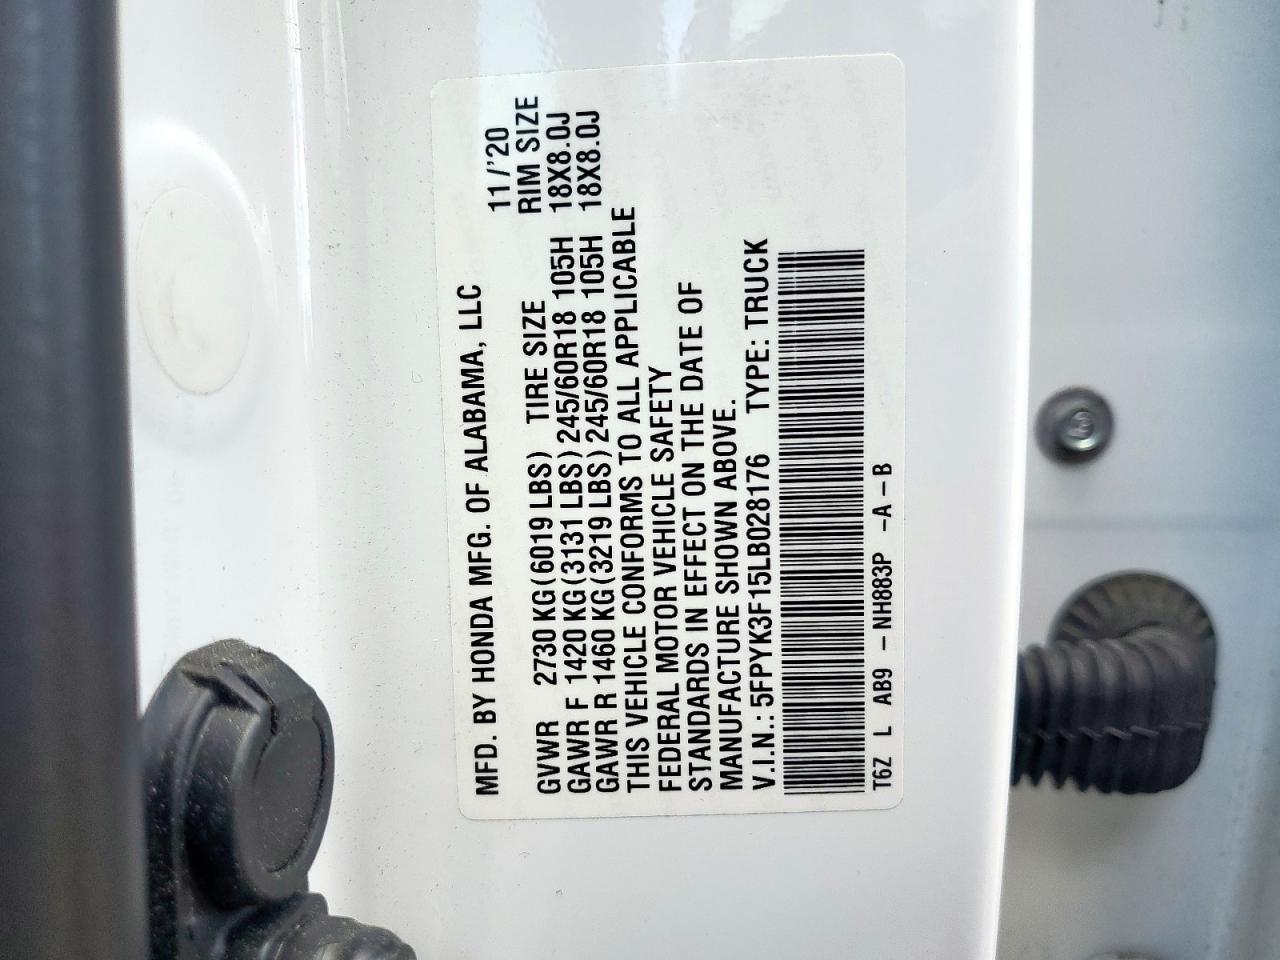 MFD. BY HONDA MFG. OF ALABAMA, LLC 11/'20
GVWR 2730 KG(6019 LBS) TIRE SIZE RIM SIZE
GAWR F 1420 KG(3131 LBS) 245/60R18 105H 18X8.0J
GAWR R 1460 KG(3219 LBS) 245/60R18 105H 18X8.0J
THIS VEHICLE CONFORMS TO ALL APPLICABLE
FEDERAL MOTOR VEHICLE SAFETY
STANDARDS IN EFFECT ON THE DATE OF
MANUFACTURE SHOWN ABOVE.
V.I.N.: 5FPYK3F15LB028176 TYPE: TRUCK
T6Z L AB9 – NH883P –A–B